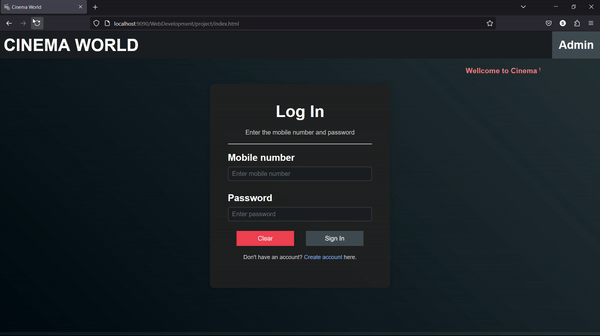 Cinema World
localhost:9090/WebDevelopment/project/index.html
CINEMA WORLD
Admin
Wellcome to Cinema
Log In
Enter the mobile number and password
Mobile number
Enter mobile number
Password
Enter password
Clear
Sign In
Don't have an account? Create account here.